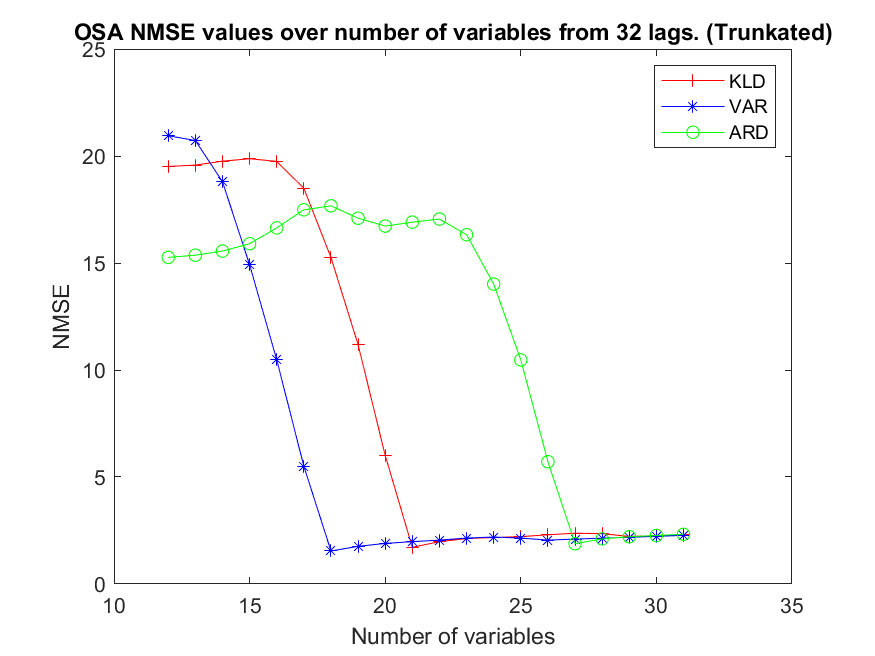 OSA NMSE values over number of variables from 32 lags. (Trunkated)
25
20
15
10
5
0
NMSE
KLD
VAR
ARD
10
15
20
25
30
35
Number of variables